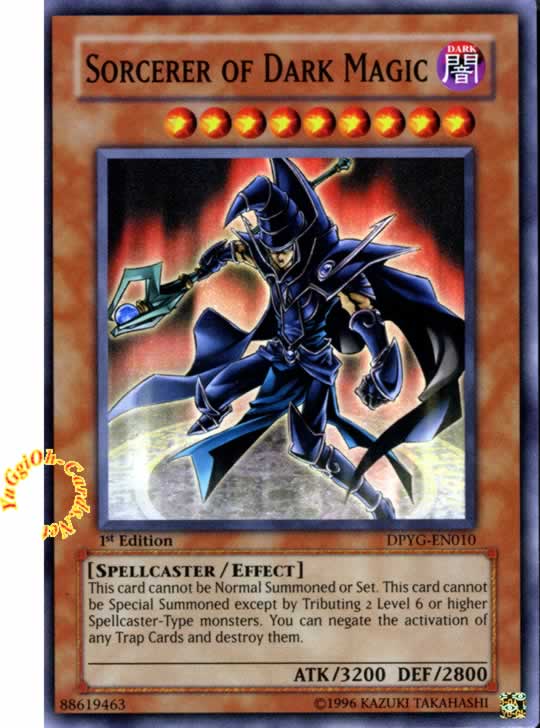 SORCERER OF DARK MAGIC
DARK
闇
YuGgiOh-Cards.Net
1st Edition
DPYG-EN010
[SPELLCASTER / EFFECT]
This card cannot be Normal Summoned or Set. This card cannot
be Special Summoned except by Tributing 2 Level 6 or higher
Spellcaster-Type monsters. You can negate the activation of
any Trap Cards and destroy them.
ATK/3200 DEF/2800
88619463
©1996 KAZUKI TAKAHASHI